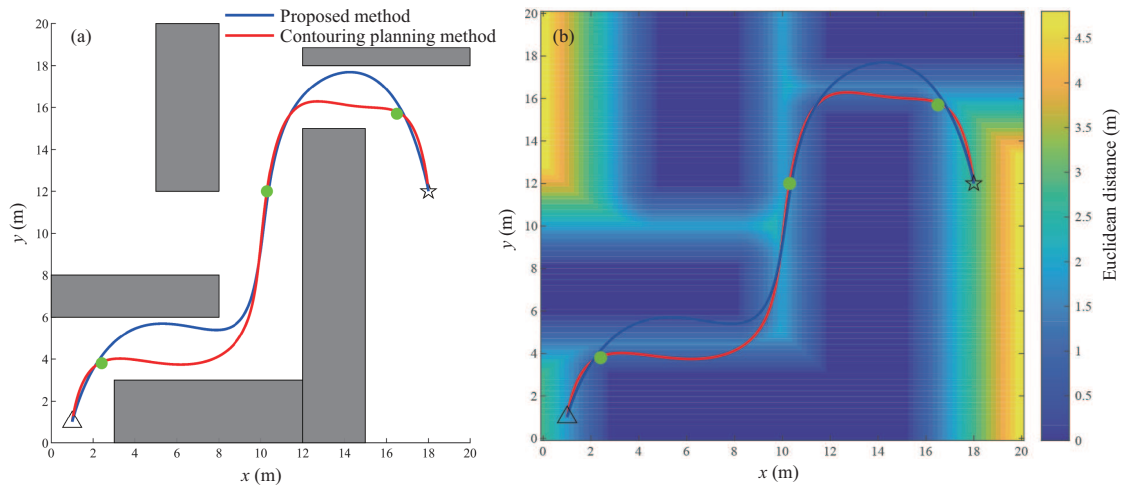 (a)
Proposed method
Contouring planning method
20
18
16
14
12
10
8
6
4
2
0
y (m)
0 2 4 6 8 10 12 14 16 18 20
x (m)
(b)
20
18
16
14
12
10
8
6
4
2
0
y (m)
0 2 4 6 8 10 12 14 16 18 20
x (m)
4.5
4
3.5
3
2.5
2
1.5
1
0.5
0
Euclidean distance (m)